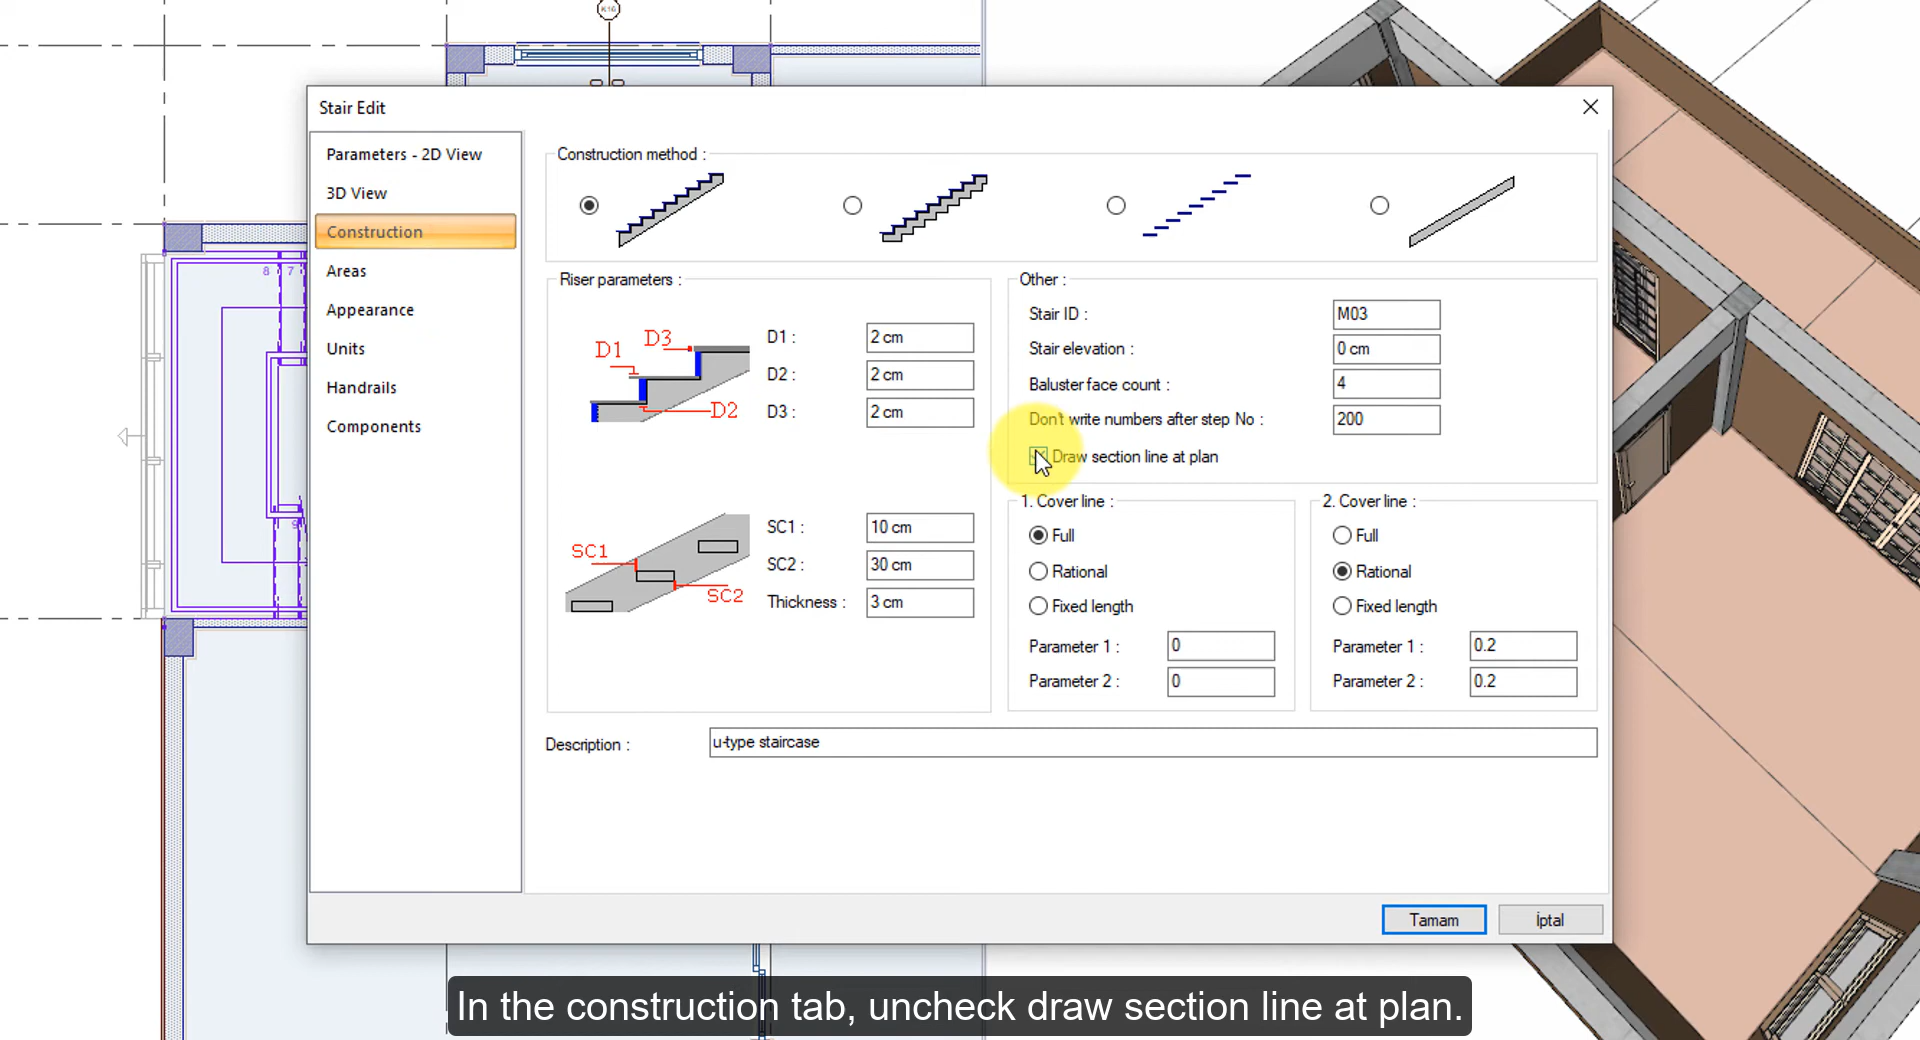 K16
Stair Edit
Parameters - 2D View
3D View
Construction
Areas
Appearance
Units
Handrails
Components
Construction method :
Riser parameters :
D1
D3
D2
D1 :
2 cm
D2 :
2 cm
D3 :
2 cm
SC1
SC2
SC1 :
10 cm
SC2 :
30 cm
Thickness :
3 cm
Other :
Stair ID :
M03
Stair elevation :
0 cm
Baluster face count :
4
Don't write numbers after step No :
200
Draw section line at plan
1. Cover line :
Full
Rational
Fixed length
Parameter 1 :
0
Parameter 2 :
0
2. Cover line :
Full
Rational
Fixed length
Parameter 1 :
0.2
Parameter 2 :
0.2
Description :
u-type staircase
Tamam
İptal
8
7
9
In the construction tab, uncheck draw section line at plan.